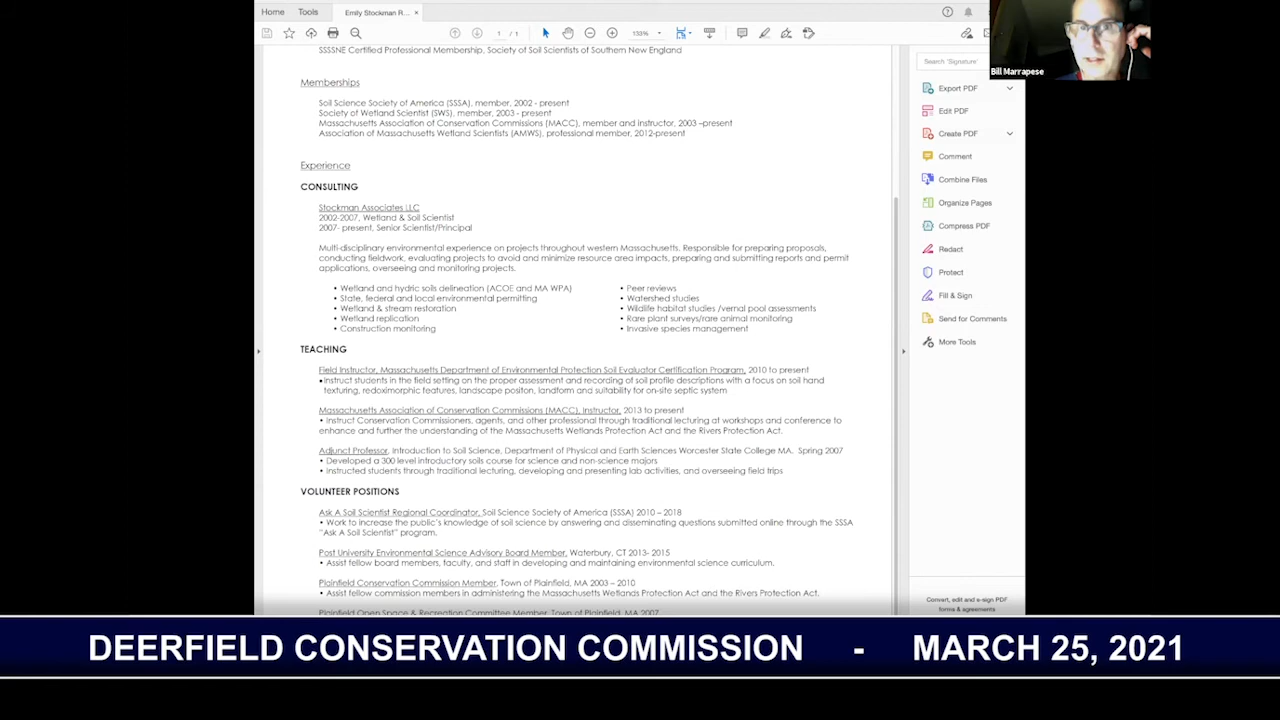 Home
Tools
Emily Stockman R...
×
1 / 1
133%
Bill Marrapese
SSSSNE Certified Professional Membership, Society of Soil Scientists of Southern New England
Memberships
Soil Science Society of America (SSSA), member, 2002 - present
Society of Wetland Scientist (SWS), member, 2003 - present
Massachusetts Association of Conservation Commissions (MACC), member and instructor, 2003 –present
Association of Massachusetts Wetland Scientists (AMWS), professional member, 2012-present
Experience
CONSULTING
Stockman Associates LLC
2002-2007, Wetland & Soil Scientist
2007- present, Senior Scientist/Principal
Multi-disciplinary environmental experience on projects throughout western Massachusetts. Responsible for preparing proposals,
conducting fieldwork, evaluating projects to avoid and minimize resource area impacts, preparing and submitting reports and permit
applications, overseeing and monitoring projects.
• Wetland and hydric soils delineation (ACOE and MA WPA)
• State, federal and local environmental permitting
• Wetland & stream restoration
• Wetland replication
• Construction monitoring
• Peer reviews
• Watershed studies
• Wildlife habitat studies /vernal pool assessments
• Rare plant surveys/rare animal monitoring
• Invasive species management
TEACHING
Field Instructor, Massachusetts Department of Environmental Protection Soil Evaluator Certification Program, 2010 to present
•Instruct students in the field setting on the proper assessment and recording of soil profile descriptions with a focus on soil hand
texturing, redoximorphic features, landscape positon, landform and suitability for on-site septic system
Massachusetts Association of Conservation Commissions (MACC), Instructor, 2013 to present
• Instruct Conservation Commissioners, agents, and other professional through traditional lecturing at workshops and conference to
enhance and further the understanding of the Massachusetts Wetlands Protection Act and the Rivers Protection Act.
Adjunct Professor, Introduction to Soil Science, Department of Physical and Earth Sciences Worcester State College MA. Spring 2007
• Developed a 300 level introductory soils course for science and non-science majors
• Instructed students through traditional lecturing, developing and presenting lab activities, and overseeing field trips
VOLUNTEER POSITIONS
Ask A Soil Scientist Regional Coordinator, Soil Science Society of America (SSSA) 2010 – 2018
• Work to increase the public's knowledge of soil science by answering and disseminating questions submitted online through the SSSA
"Ask A Soil Scientist" program.
Post University Environmental Science Advisory Board Member, Waterbury, CT 2013- 2015
• Assist fellow board members, faculty, and staff in developing and maintaining environmental science curriculum.
Plainfield Conservation Commission Member, Town of Plainfield, MA 2003 – 2010
• Assist fellow commission members in administering the Massachusetts Wetlands Protection Act and the Rivers Protection Act.
Plainfield Open Space & Recreation Committee Member, Town of Plainfield, MA 2007
Search 'Signature'
Export PDF
Edit PDF
Create PDF
Comment
Combine Files
Organize Pages
Compress PDF
Redact
Protect
Fill & Sign
Send for Comments
More Tools
Convert, edit and e-sign PDF
forms & agreements
DEERFIELD CONSERVATION COMMISSION - MARCH 25, 2021